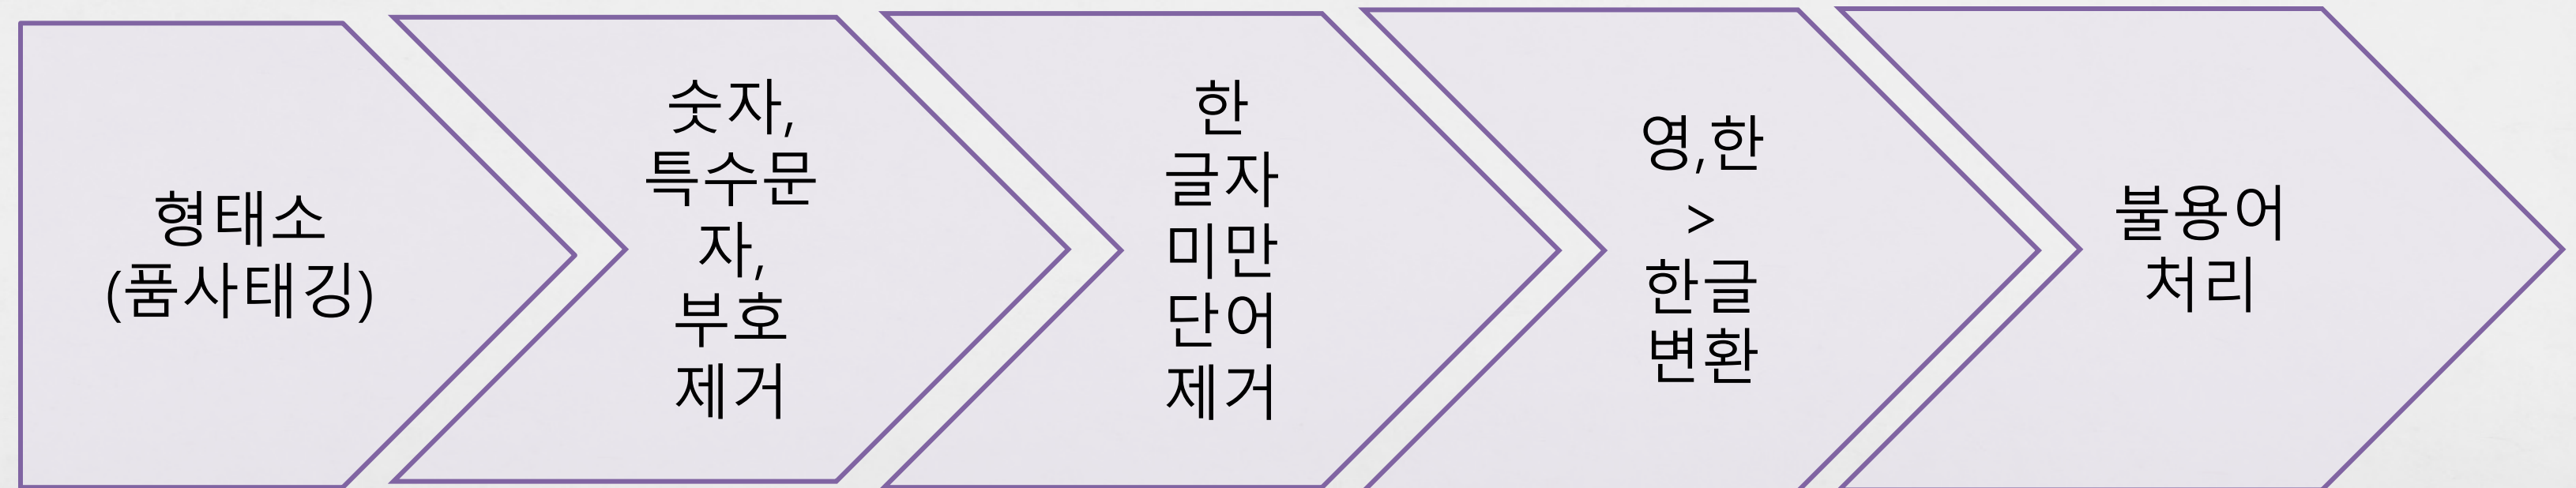 형태소
(품사태깅)
숫자,
특수문
자,
부호
제거
한
글자
미만
단어
제거
영,한
>
한글
변환
불용어
처리